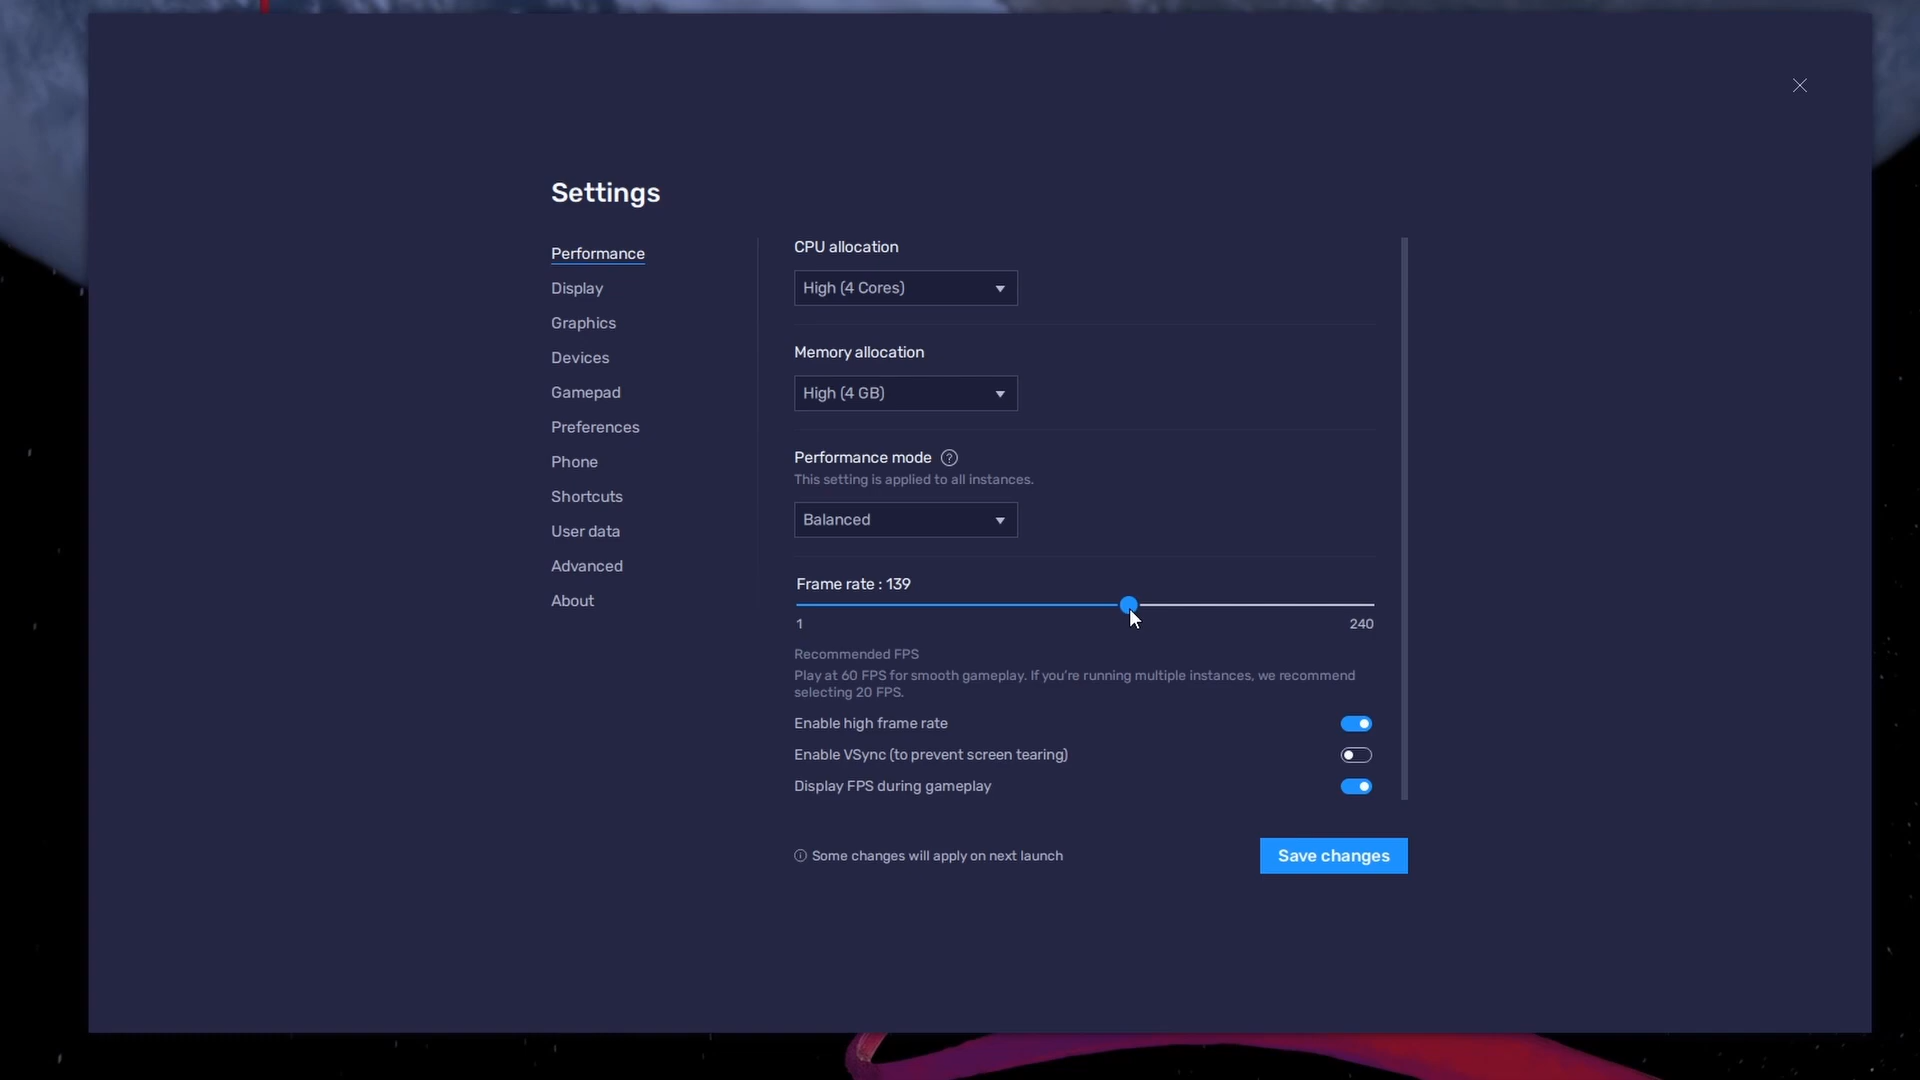 Settings
Performance
Display
Graphics
Devices
Gamepad
Preferences
Phone
Shortcuts
User data
Advanced
About
CPU allocation
High (4 Cores)
Memory allocation
High (4 GB)
Performance mode ?
This setting is applied to all instances.
Balanced
Frame rate : 139
1 240
Recommended FPS
Play at 60 FPS for smooth gameplay. If you're running multiple instances, we recommend
selecting 20 FPS.
Enable high frame rate
Enable VSync (to prevent screen tearing)
Display FPS during gameplay
Some changes will apply on next launch
Save changes